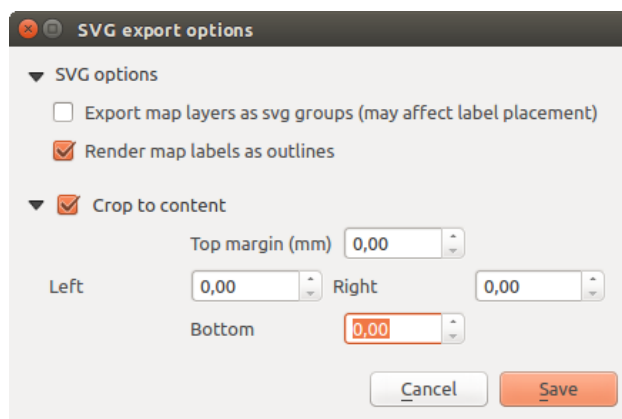 SVG export options
SVG options
Export map layers as svg groups (may affect label placement)
Render map labels as outlines
Crop to content
Top margin (mm) 0,00
Left 0,00 Right 0,00
Bottom 0,00
Cancel Save